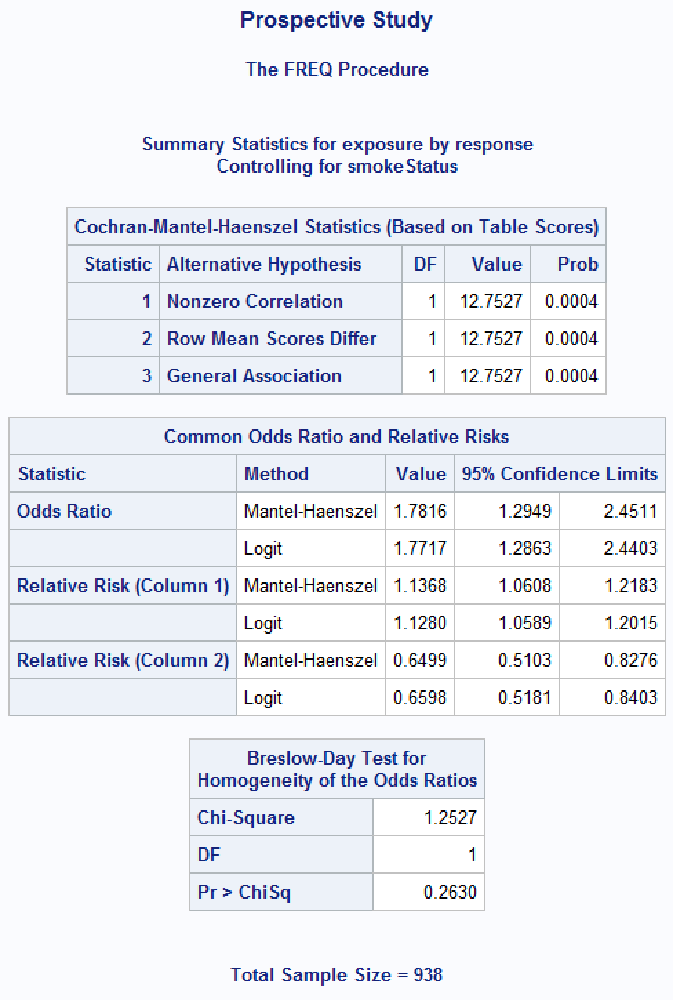 Prospective Study
The FREQ Procedure
Summary Statistics for exposure by response
Controlling for smokeStatus
Cochran-Mantel-Haenszel Statistics (Based on Table Scores)
Statistic Alternative Hypothesis DF Value Prob
1 Nonzero Correlation 1 12.7527 0.0004
2 Row Mean Scores Differ 1 12.7527 0.0004
3 General Association 1 12.7527 0.0004
Common Odds Ratio and Relative Risks
Statistic Method Value 95% Confidence Limits
Odds Ratio Mantel-Haenszel 1.7816 1.2949 2.4511
Logit 1.7717 1.2863 2.4403
Relative Risk (Column 1) Mantel-Haenszel 1.1368 1.0608 1.2183
Logit 1.1280 1.0589 1.2015
Relative Risk (Column 2) Mantel-Haenszel 0.6499 0.5103 0.8276
Logit 0.6598 0.5181 0.8403
Breslow-Day Test for
Homogeneity of the Odds Ratios
Chi-Square 1.2527
DF 1
Pr > ChiSq 0.2630
Total Sample Size = 938